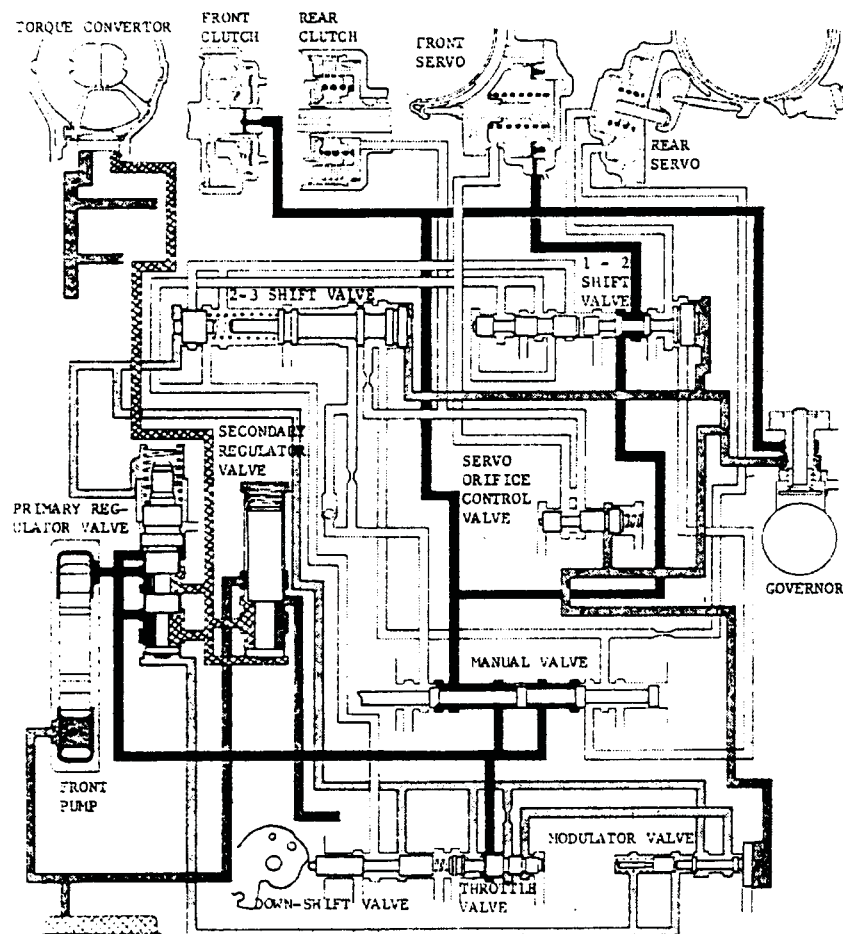 TORQUE CONVERTOR
FRONT
CLUTCH
REAR
CLUTCH
FRONT
SERVO
REAR
SERVO
2-3 SHIFT VALVE
1 - 2
SHIFT
VALVE
SECONDARY
REGULATOR
VALVE
SERVO
ORIFICE
CONTROL
VALVE
PRIMARY REG-
ULATOR VALVE
GOVERNOR
MANUAL VALVE
FRONT
PUMP
MODULATOR VALVE
DOWN-SHIFT VALVE
THROTTLE
VALVE